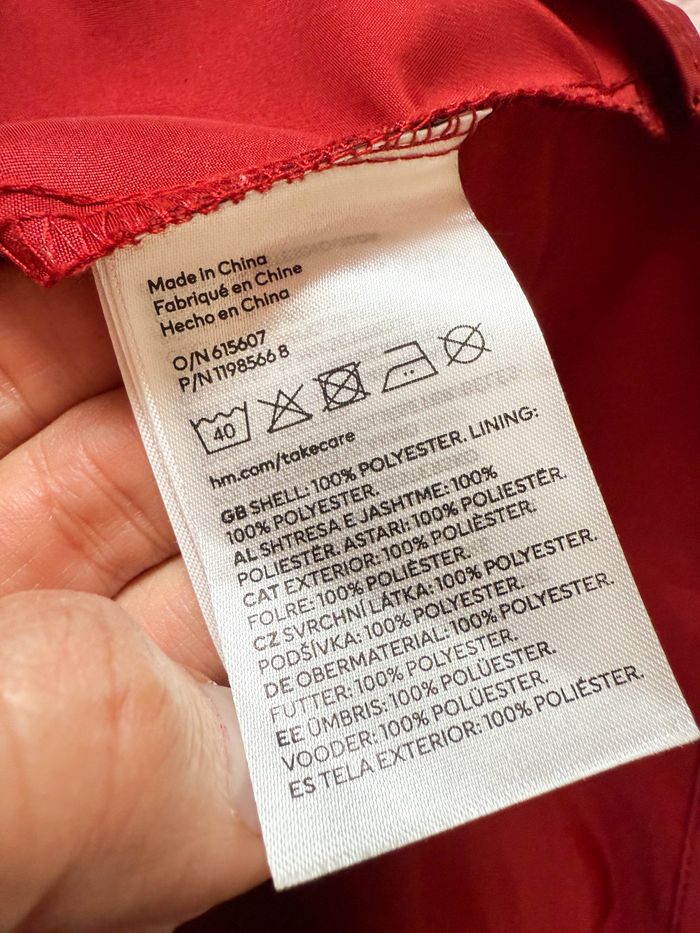 Made in China
Fabriqué en Chine
Hecho en China
O/N 615607
P/N 1198566 8
40
hm.com/takecare
GB SHELL: 100% POLYESTER. LINING:
100% POLYESTER.
AL SHTRESA E JASHTME: 100%
POLIESTËR. ASTARI: 100% POLIESTËR.
CAT EXTERIOR: 100% POLIÈSTER.
FOLRE: 100% POLIÈSTER.
CZ SVRCHNÍ LÁTKA: 100% POLYESTER.
PODŠÍVKA: 100% POLYESTER.
DE OBERMATERIAL: 100% POLYESTER.
FUTTER: 100% POLYESTER.
EE ÜMBRIS: 100% POLÜESTER.
VOODER: 100% POLÜESTER.
ES TELA EXTERIOR: 100% POLIÉSTER.